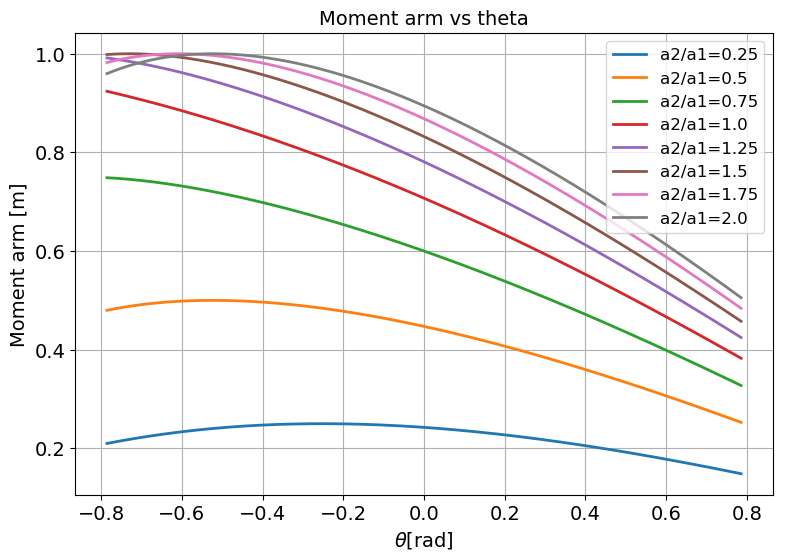 Moment arm vs theta
Moment arm [m]
1.0
0.8
0.6
0.4
0.2
a2/a1=0.25
a2/a1=0.5
a2/a1=0.75
a2/a1=1.0
a2/a1=1.25
a2/a1=1.5
a2/a1=1.75
a2/a1=2.0
−0.8 −0.6 −0.4 −0.2 0.0 0.2 0.4 0.6 0.8
θ[rad]